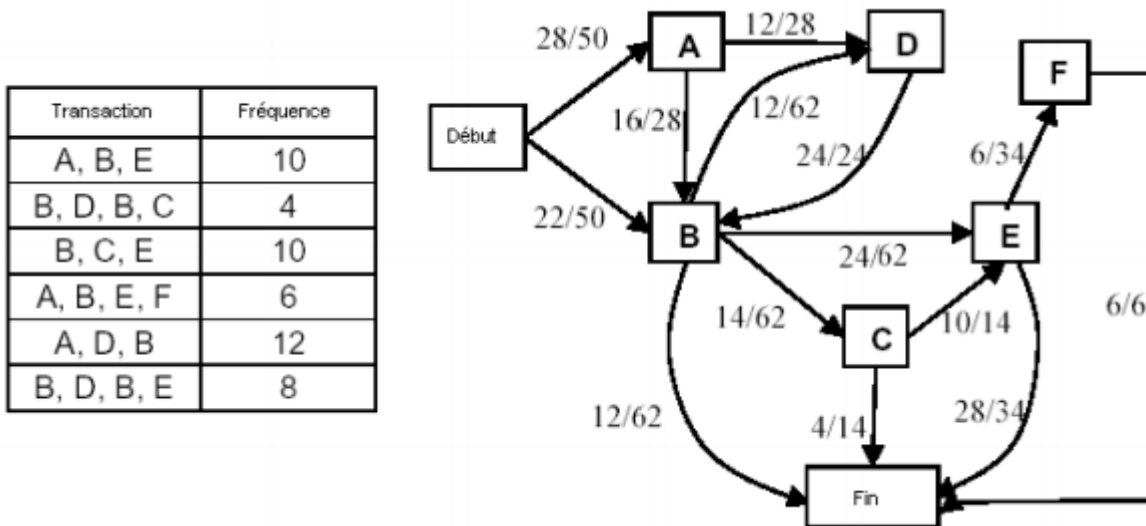 Transaction Fréquence
A, B, E 10
B, D, B, C 4
B, C, E 10
A, B, E, F 6
A, D, B 12
B, D, B, E 8
28/50
A
12/28
D
F
Début
16/28
12/62
24/24
6/34
22/50
B
24/62
E
14/62
C
10/14
6/6
12/62
4/14
28/34
Fin